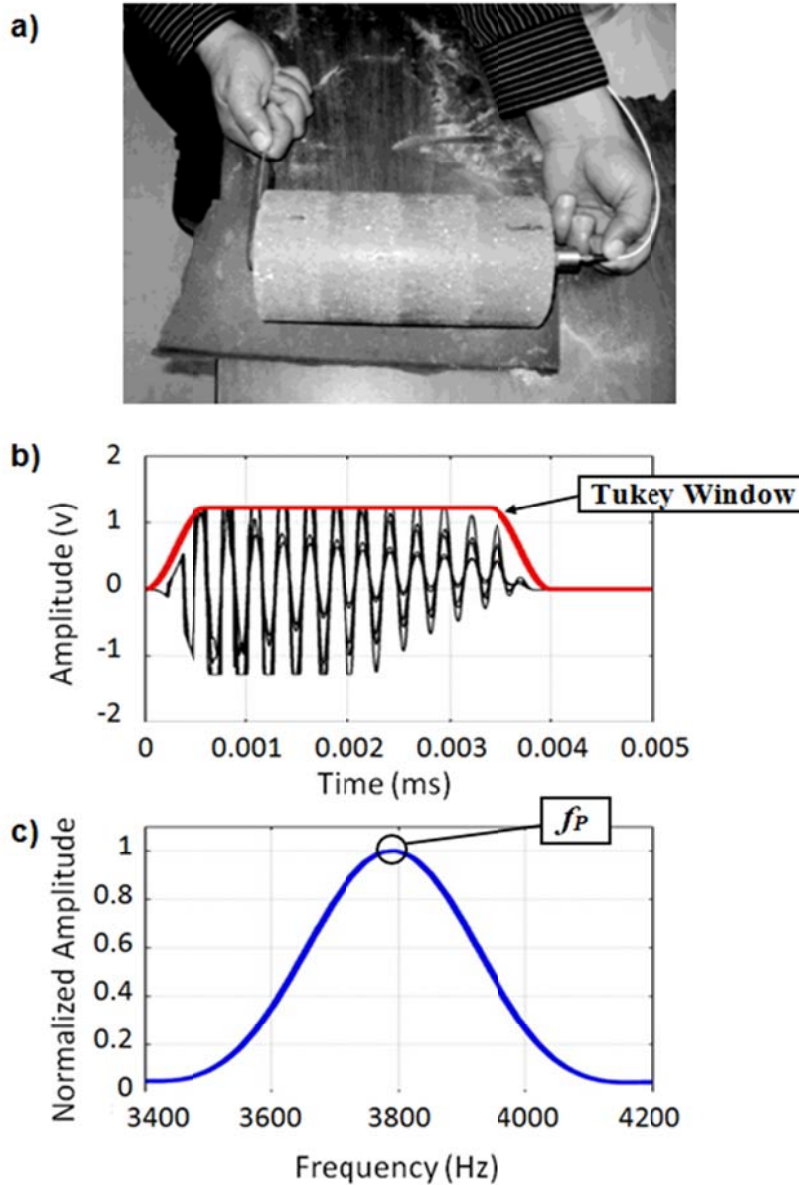 a)
b)
2
1
0
-1
-2
Amplitude (v)
Tukey Window
0 0.001 0.002 0.003 0.004 0.005
Time (ms)
c)
fP
1
0.8
0.6
0.4
0.2
0
Normalized Amplitude
3400 3600 3800 4000 4200
Frequency (Hz)